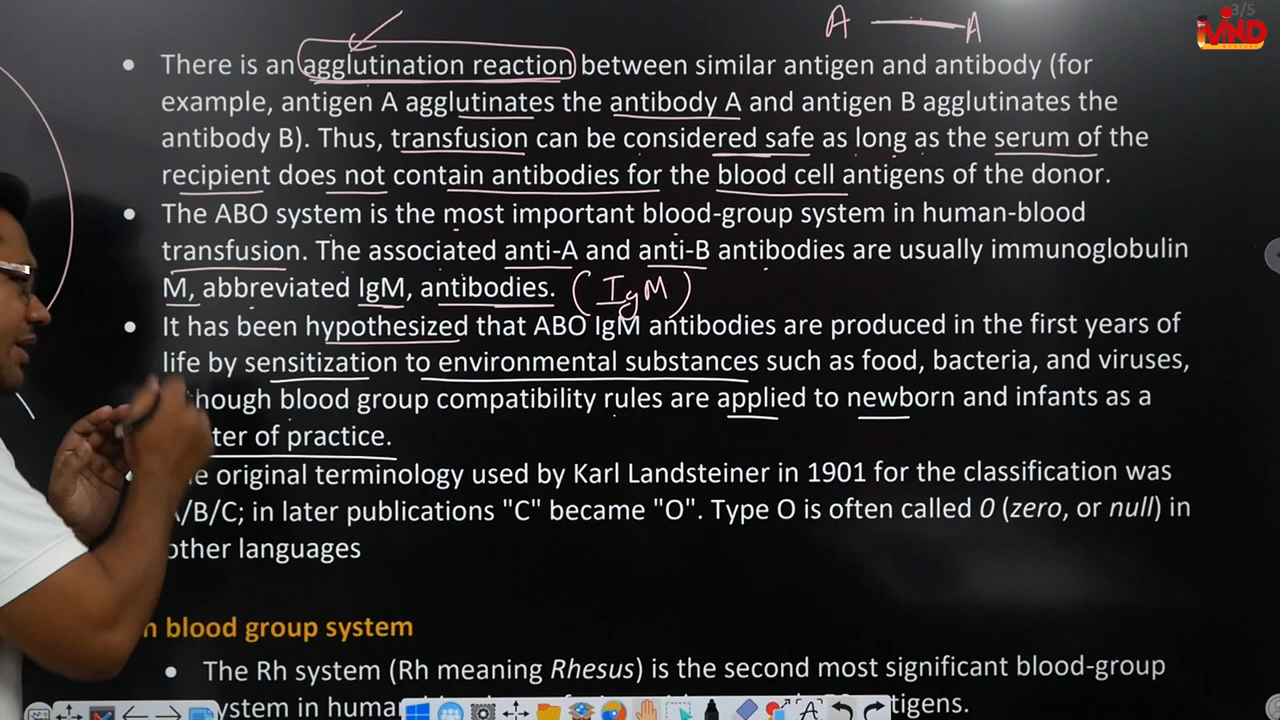 3/5
A — A
iMIND
There is an agglutination reaction between similar antigen and antibody (for
example, antigen A agglutinates the antibody A and antigen B agglutinates the
antibody B). Thus, transfusion can be considered safe as long as the serum of the
recipient does not contain antibodies for the blood cell antigens of the donor.
The ABO system is the most important blood-group system in human-blood
transfusion. The associated anti-A and anti-B antibodies are usually immunoglobulin
M, abbreviated IgM, antibodies. (IgM)
It has been hypothesized that ABO IgM antibodies are produced in the first years of
life by sensitization to environmental substances such as food, bacteria, and viruses,
though blood group compatibility rules are applied to newborn and infants as a
ter of practice.
e original terminology used by Karl Landsteiner in 1901 for the classification was
A/B/C; in later publications "C" became "O". Type O is often called 0 (zero, or null) in
other languages
blood group system
The Rh system (Rh meaning Rhesus) is the second most significant blood-group
ystem in huma
tigens.